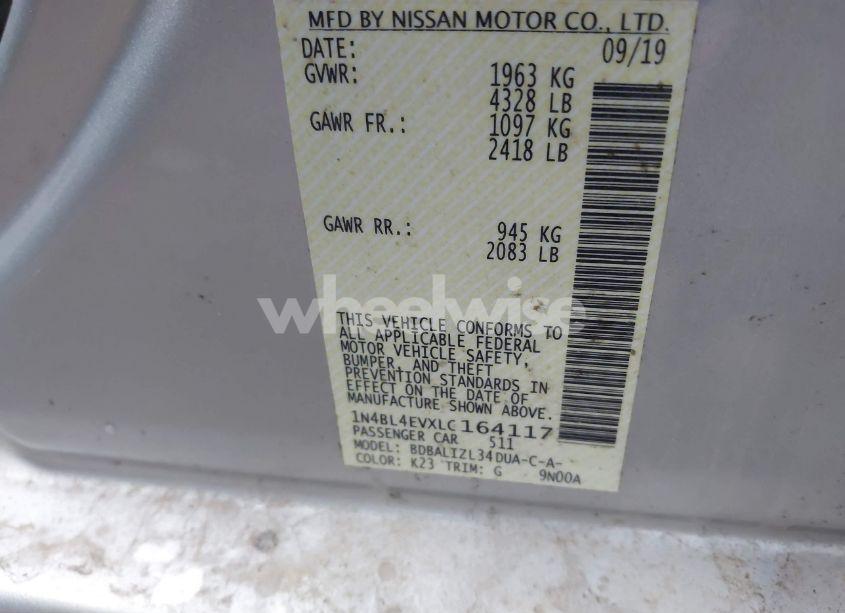 MFD BY NISSAN MOTOR CO., LTD.
DATE: 09/19
GVWR: 1963 KG
4328 LB
GAWR FR.: 1097 KG
2418 LB
GAWR RR.: 945 KG
2083 LB
wheelwise
THIS VEHICLE CONFORMS TO
ALL APPLICABLE FEDERAL
MOTOR VEHICLE SAFETY,
BUMPER, AND THEFT
PREVENTION STANDARDS IN
EFFECT ON THE DATE OF
MANUFACTURE SHOWN ABOVE.
1N4BL4EVXLC164117
PASSENGER CAR 511
MODEL: BDBALIZL34DUA-C-A-
COLOR: K23 TRIM: G 9N00A